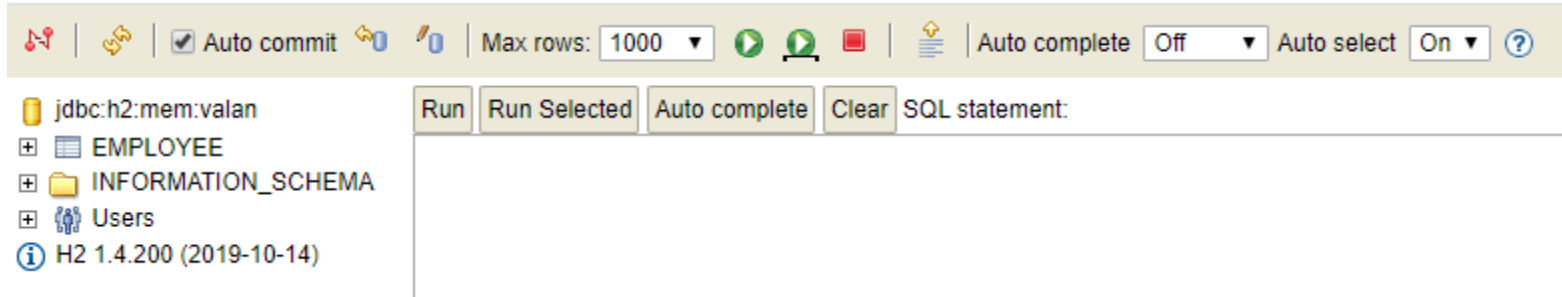 Auto commit Max rows: 1000 Auto complete Off Auto select On ?
jdbc:h2:mem:valan
EMPLOYEE
INFORMATION_SCHEMA
Users
H2 1.4.200 (2019-10-14)
Run Run Selected Auto complete Clear SQL statement: